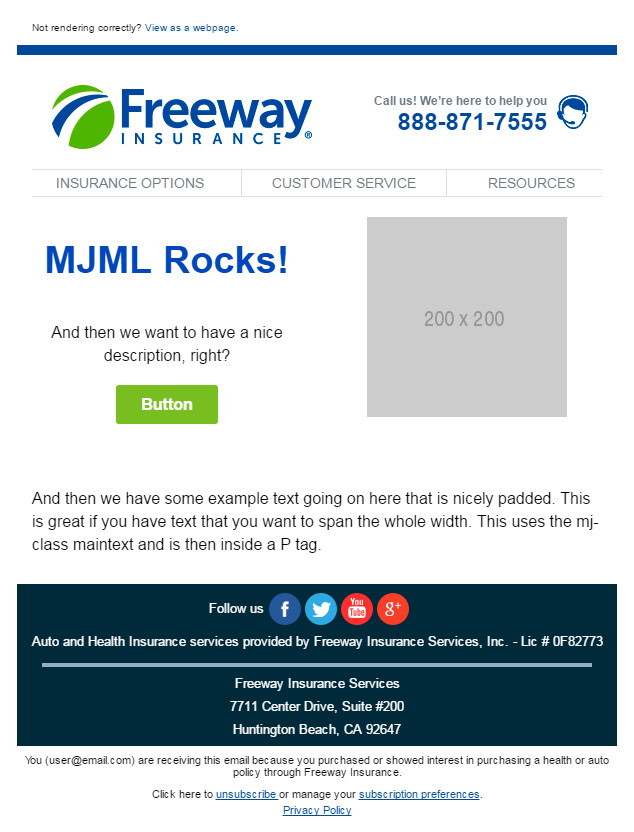 Not rendering correctly? View as a webpage.
Freeway
INSURANCE®
Call us! We're here to help you
888-871-7555
INSURANCE OPTIONS
CUSTOMER SERVICE
RESOURCES
MJML Rocks!
200 x 200
And then we want to have a nice
description, right?
Button
And then we have some example text going on here that is nicely padded. This
is great if you have text that you want to span the whole width. This uses the mj-
class maintext and is then inside a P tag.
Follow us
f
You
Tube
g+
Auto and Health Insurance services provided by Freeway Insurance Services, Inc. - Lic # 0F82773
Freeway Insurance Services
7711 Center Drive, Suite #200
Huntington Beach, CA 92647
You (user@email.com) are receiving this email because you purchased or showed interest in purchasing a health or auto
policy through Freeway Insurance.
Click here to unsubscribe or manage your subscription preferences.
Privacy Policy